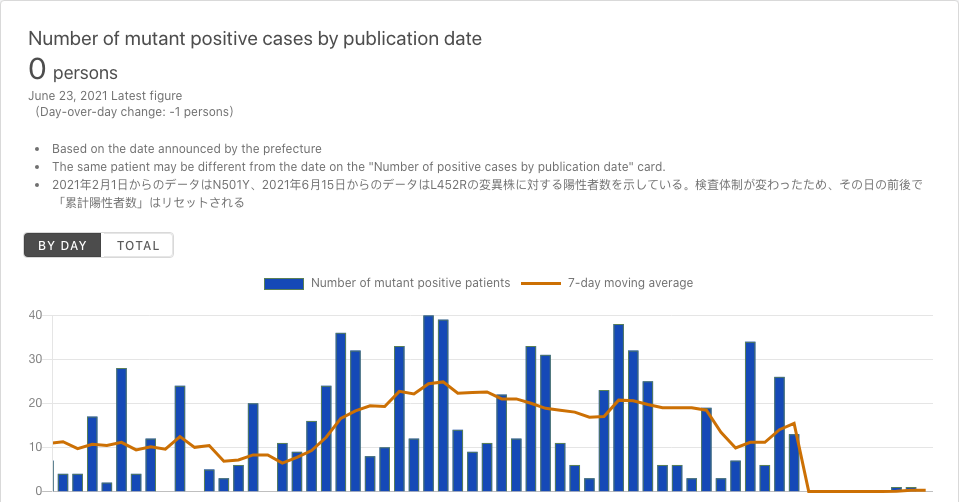 Number of mutant positive cases by publication date
0 persons
June 23, 2021 Latest figure
(Day-over-day change: -1 persons)
Based on the date announced by the prefecture
The same patient may be different from the date on the "Number of positive cases by publication date" card.
2021年2月1日からのデータはN501Y、2021年6月15日からのデータはL452Rの変異株に対する陽性者数を示している。検査体制が変わったため、その日の前後で
「累計陽性者数」はリセットされる
BY DAY TOTAL
Number of mutant positive patients 7-day moving average
40
30
20
10
0